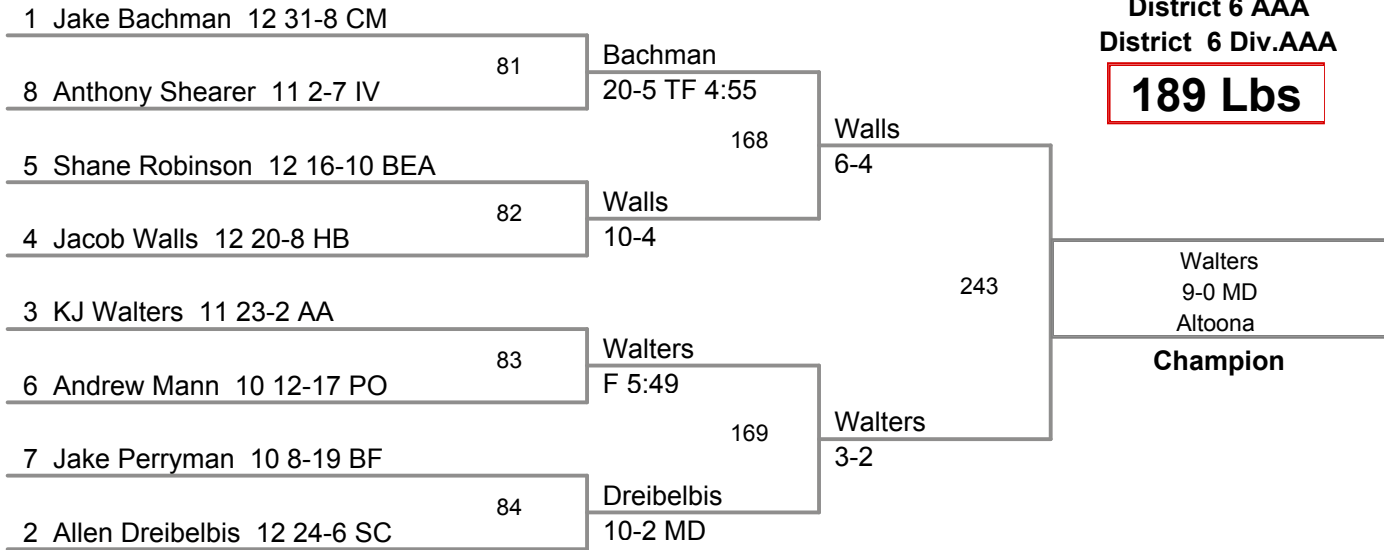 District 6 AAA
District 6 Div.AAA
189 Lbs
1 Jake Bachman 12 31-8 CM
81
8 Anthony Shearer 11 2-7 IV
Bachman
20-5 TF 4:55
5 Shane Robinson 12 16-10 BEA
82
4 Jacob Walls 12 20-8 HB
Walls
10-4
168
Walls
6-4
3 KJ Walters 11 23-2 AA
83
6 Andrew Mann 10 12-17 PO
Walters
F 5:49
7 Jake Perryman 10 8-19 BF
84
2 Allen Dreibelbis 12 24-6 SC
Dreibelbis
10-2 MD
169
Walters
3-2
243
Walters
9-0 MD
Altoona
Champion